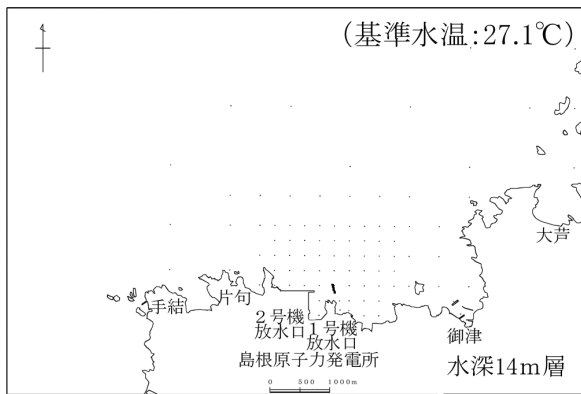 (基準水温:27.1℃)
大芦
手結
片句
2号機
放水口
1号機
放水口
御津
島根原子力発電所
水深14m層
0 500 1000m